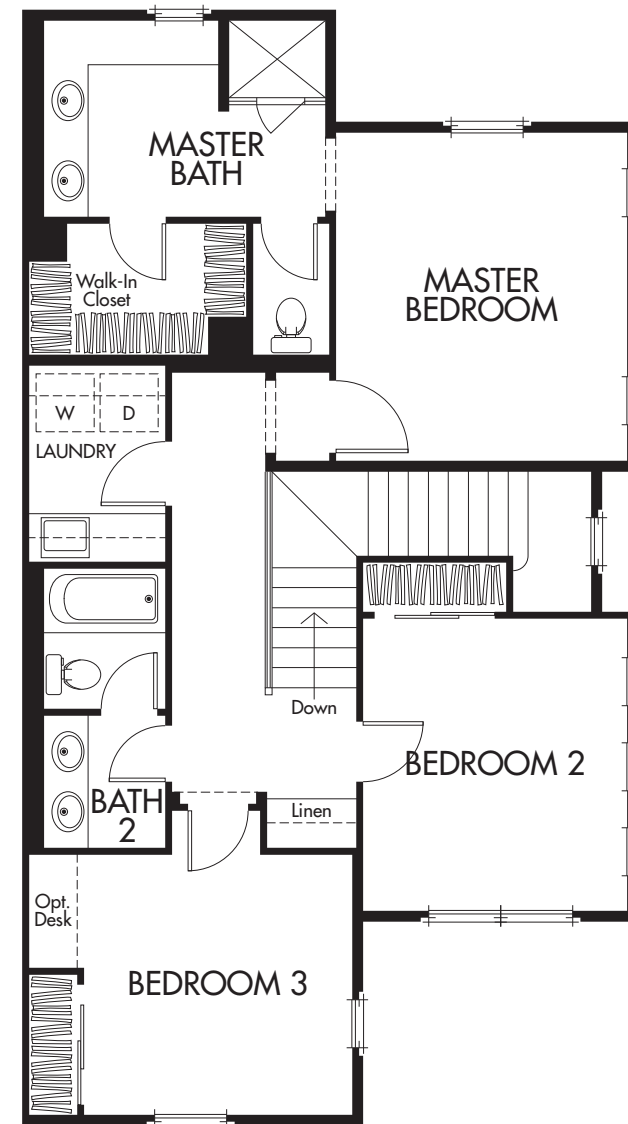 MASTER
BATH
Walk-In
Closet
MASTER
BEDROOM
W
D
LAUNDRY
Down
BEDROOM 2
BATH
2
Linen
Opt.
Desk
BEDROOM 3